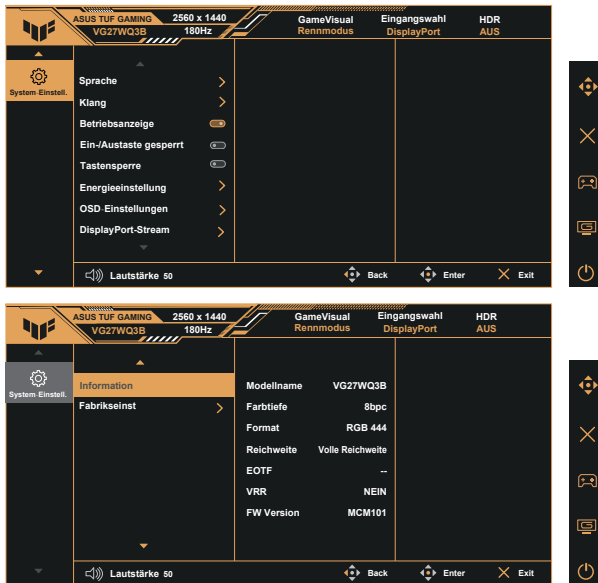 ASUS TUF GAMING 2560 x 1440 GameVisual Eingangswahl HDR
VG27WQ3B 180Hz Rennmodus DisplayPort AUS
System-Einstell.
Sprache
Klang
Betriebsanzeige
Ein-/Austaste gesperrt
Tastensperre
Energieeinstellung
OSD-Einstellungen
DisplayPort-Stream
Lautstärke 50 Back Enter Exit
ASUS TUF GAMING 2560 x 1440 GameVisual Eingangswahl HDR
VG27WQ3B 180Hz Rennmodus DisplayPort AUS
System-Einstell.
Information Modellname VG27WQ3B
Fabrikseinst Farbtiefe 8bpc
Format RGB 444
Reichweite Volle Reichweite
EOTF --
VRR NEIN
FW Version MCM101
Lautstärke 50 Back Enter Exit